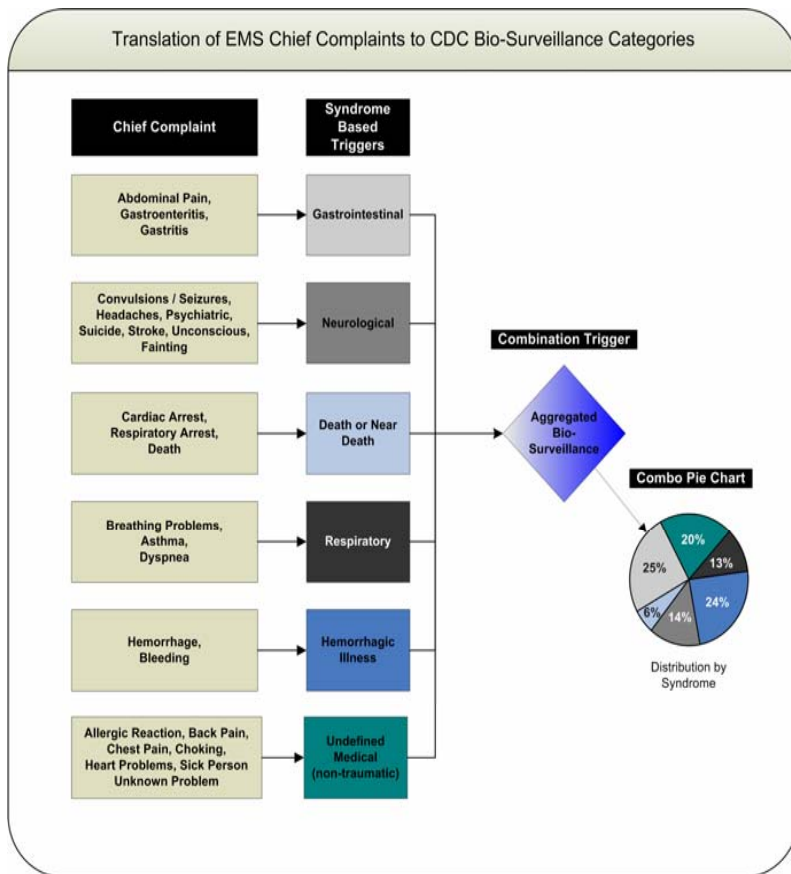 Translation of EMS Chief Complaints to CDC Bio-Surveillance Categories
Chief Complaint
Syndrome
Based
Triggers
Abdominal Pain,
Gastroenteritis,
Gastritis
Gastrointestinal
Convulsions / Seizures,
Headaches, Psychiatric,
Suicide, Stroke, Unconscious,
Fainting
Neurological
Cardiac Arrest,
Respiratory Arrest,
Death
Death or Near
Death
Breathing Problems,
Asthma,
Dyspnea
Respiratory
Hemorrhage,
Bleeding
Hemorrhagic
Illness
Allergic Reaction, Back Pain,
Chest Pain, Choking,
Heart Problems, Sick Person
Unknown Problem
Undefined
Medical
(non-traumatic)
Combination Trigger
Aggregated
Bio-
Surveillance
Combo Pie Chart
20%
13%
25%
24%
6%
14%
Distribution by
Syndrome